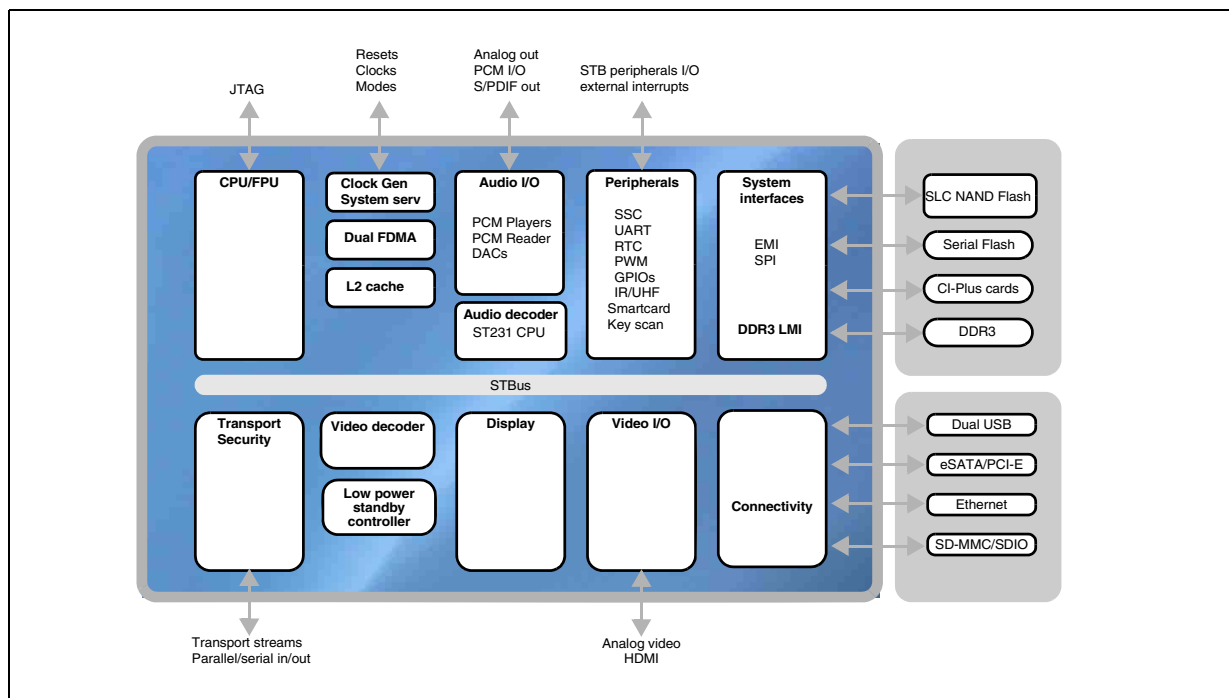 Resets
Clocks
Modes
Analog out
PCM I/O
S/PDIF out
STB peripherals I/O
external interrupts
JTAG
CPU/FPU
Clock Gen
System serv
Dual FDMA
L2 cache
Audio I/O
PCM Players
PCM Reader
DACs
Audio decoder
ST231 CPU
Peripherals
SSC
UART
RTC
PWM
GPIOs
IR/UHF
Smartcard
Key scan
System
interfaces
EMI
SPI
DDR3 LMI
SLC NAND Flash
Serial Flash
CI-Plus cards
DDR3
STBus
Transport
Security
Video decoder
Low power
standby
controller
Display
Video I/O
Connectivity
Dual USB
eSATA/PCI-E
Ethernet
SD-MMC/SDIO
Transport streams
Parallel/serial in/out
Analog video
HDMI